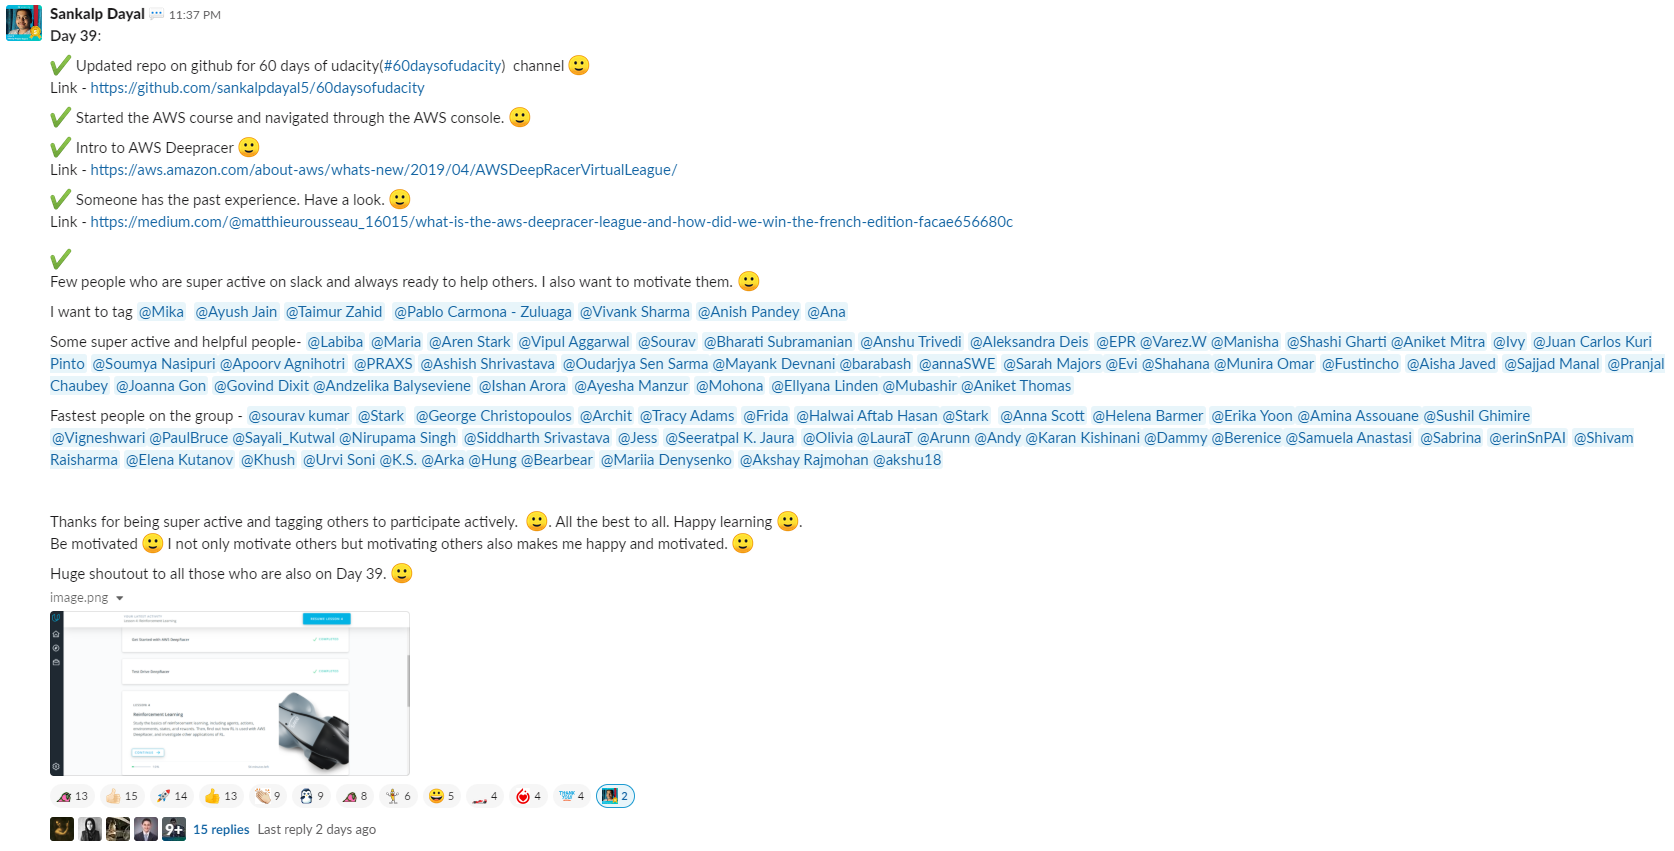 Sankalp Dayal 11:37 PM
Day 39:
Updated repo on github for 60 days of udacity(#60daysofudacity) channel
Link - https://github.com/sankalpdayal5/60daysofudacity
Started the AWS course and navigated through the AWS console.
Intro to AWS Deepracer
Link - https://aws.amazon.com/about-aws/whats-new/2019/04/AWSDeepRacerVirtualLeague/
Someone has the past experience. Have a look.
Link - https://medium.com/@matthieurousseau_16015/what-is-the-aws-deepracer-league-and-how-did-we-win-the-french-edition-facae656680c
Few people who are super active on slack and always ready to help others. I also want to motivate them.
I want to tag @Mika @Ayush Jain @Taimur Zahid @Pablo Carmona - Zuluaga @Vivank Sharma @Anish Pandey @Ana
Some super active and helpful people- @Labiba @Maria @Aren Stark @Vipul Aggarwal @Sourav @Bharati Subramanian @Anshu Trivedi @Aleksandra Deis @EPR @Varez.W @Manisha @Shashi Gharti @Aniket Mitra @Ivy @Juan Carlos Kuri
Pinto @Soumya Nasipuri @Apoorv Agnihotri @PRAXS @Ashish Shrivastava @Oudarjya Sen Sarma @Mayank Devnani @barabash @annaSWE @Sarah Majors @Evi @Shahana @Munira Omar @Fustincho @Aisha Javed @Sajjad Manal @Pranjal
Chaubey @Joanna Gon @Govind Dixit @Andzelika Balyseviene @Ishan Arora @Ayesha Manzur @Mohona @Ellyana Linden @Mubashir @Aniket Thomas
Fastest people on the group - @sourav kumar @Stark @George Christopoulos @Archit @Tracy Adams @Frida @Halwai Aftab Hasan @Stark @Anna Scott @Helena Barmer @Erika Yoon @Amina Assouane @Sushil Ghimire
@Vigneshwari @PaulBruce @Sayali_Kutwal @Nirupama Singh @Siddharth Srivastava @Jess @Seeratpal K. Jaura @Olivia @LauraT @Arunn @Andy @Karan Kishinani @Dammy @Berenice @Samuela Anastasi @Sabrina @erinSnPAI @Shivam
Raisharma @Elena Kutanov @Khush @Urvi Soni @K.S. @Arka @Hung @Bearbear @Mariia Denysenko @Akshay Rajmohan @akshu18
Thanks for being super active and tagging others to participate actively. . All the best to all. Happy learning .
Be motivated I not only motivate others but motivating others also makes me happy and motivated.
Huge shoutout to all those who are also on Day 39.
image.png
Get Started with AWS DeepRacer
Test Drive DeepRacer
Reinforcement Learning
13 15 14 13 9 9 8 6 5 4 4 THANK YOU 4 2
9+ 15 replies Last reply 2 days ago